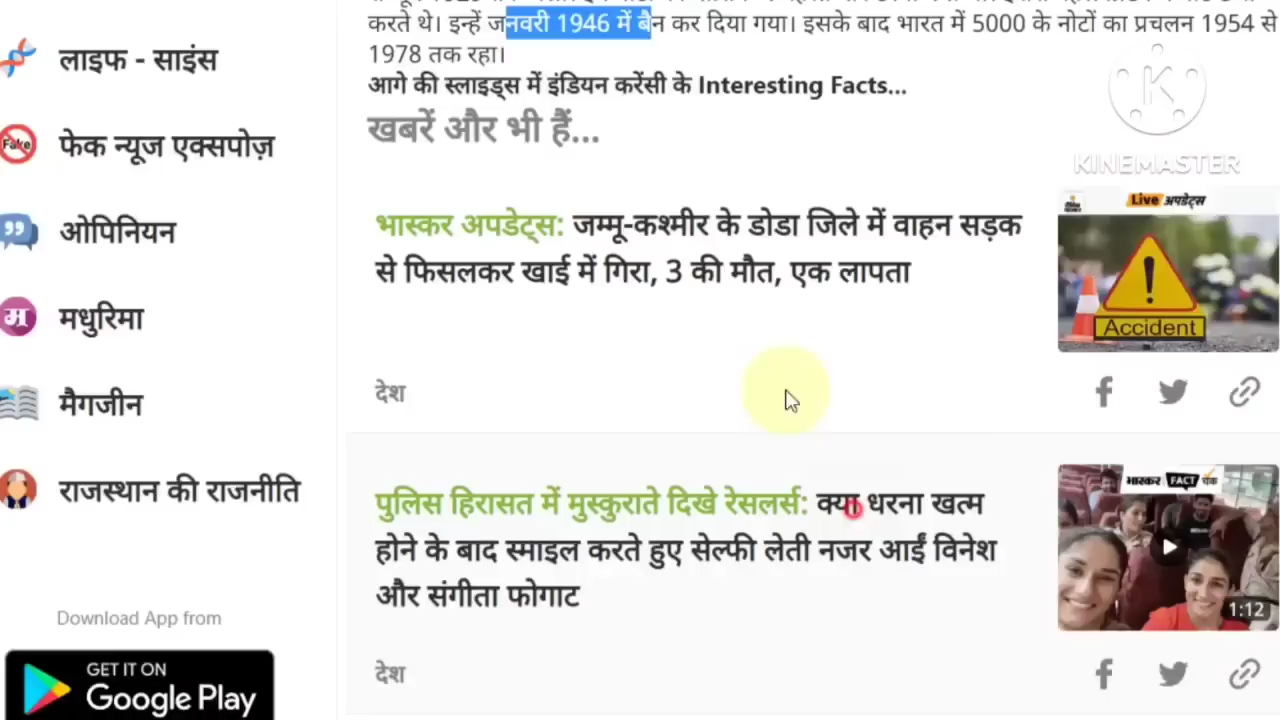 करते थे। इन्हें जनवरी 1946 में बैन कर दिया गया। इसके बाद भारत में 5000 के नोटों का प्रचलन 1954 से
1978 तक रहा।
आगे की स्लाइड्स में इंडियन करेंसी के Interesting Facts...
खबरें और भी हैं...
लाइफ - साइंस
फेक न्यूज एक्सपोज़
Fake
ओपिनियन
मधुरिमा
म
मैगजीन
राजस्थान की राजनीति
Download App from
GET IT ON
Google Play
K
KINEMASTER
भास्कर अपडेट्स: जम्मू-कश्मीर के डोडा जिले में वाहन सड़क
से फिसलकर खाई में गिरा, 3 की मौत, एक लापता
Live अपडेट्स
Accident
देश
पुलिस हिरासत में मुस्कुराते दिखे रेसलर्स: क्या धरना खत्म
होने के बाद स्माइल करते हुए सेल्फी लेती नजर आईं विनेश
और संगीता फोगाट
भास्कर FACT चेक
1:12
देश